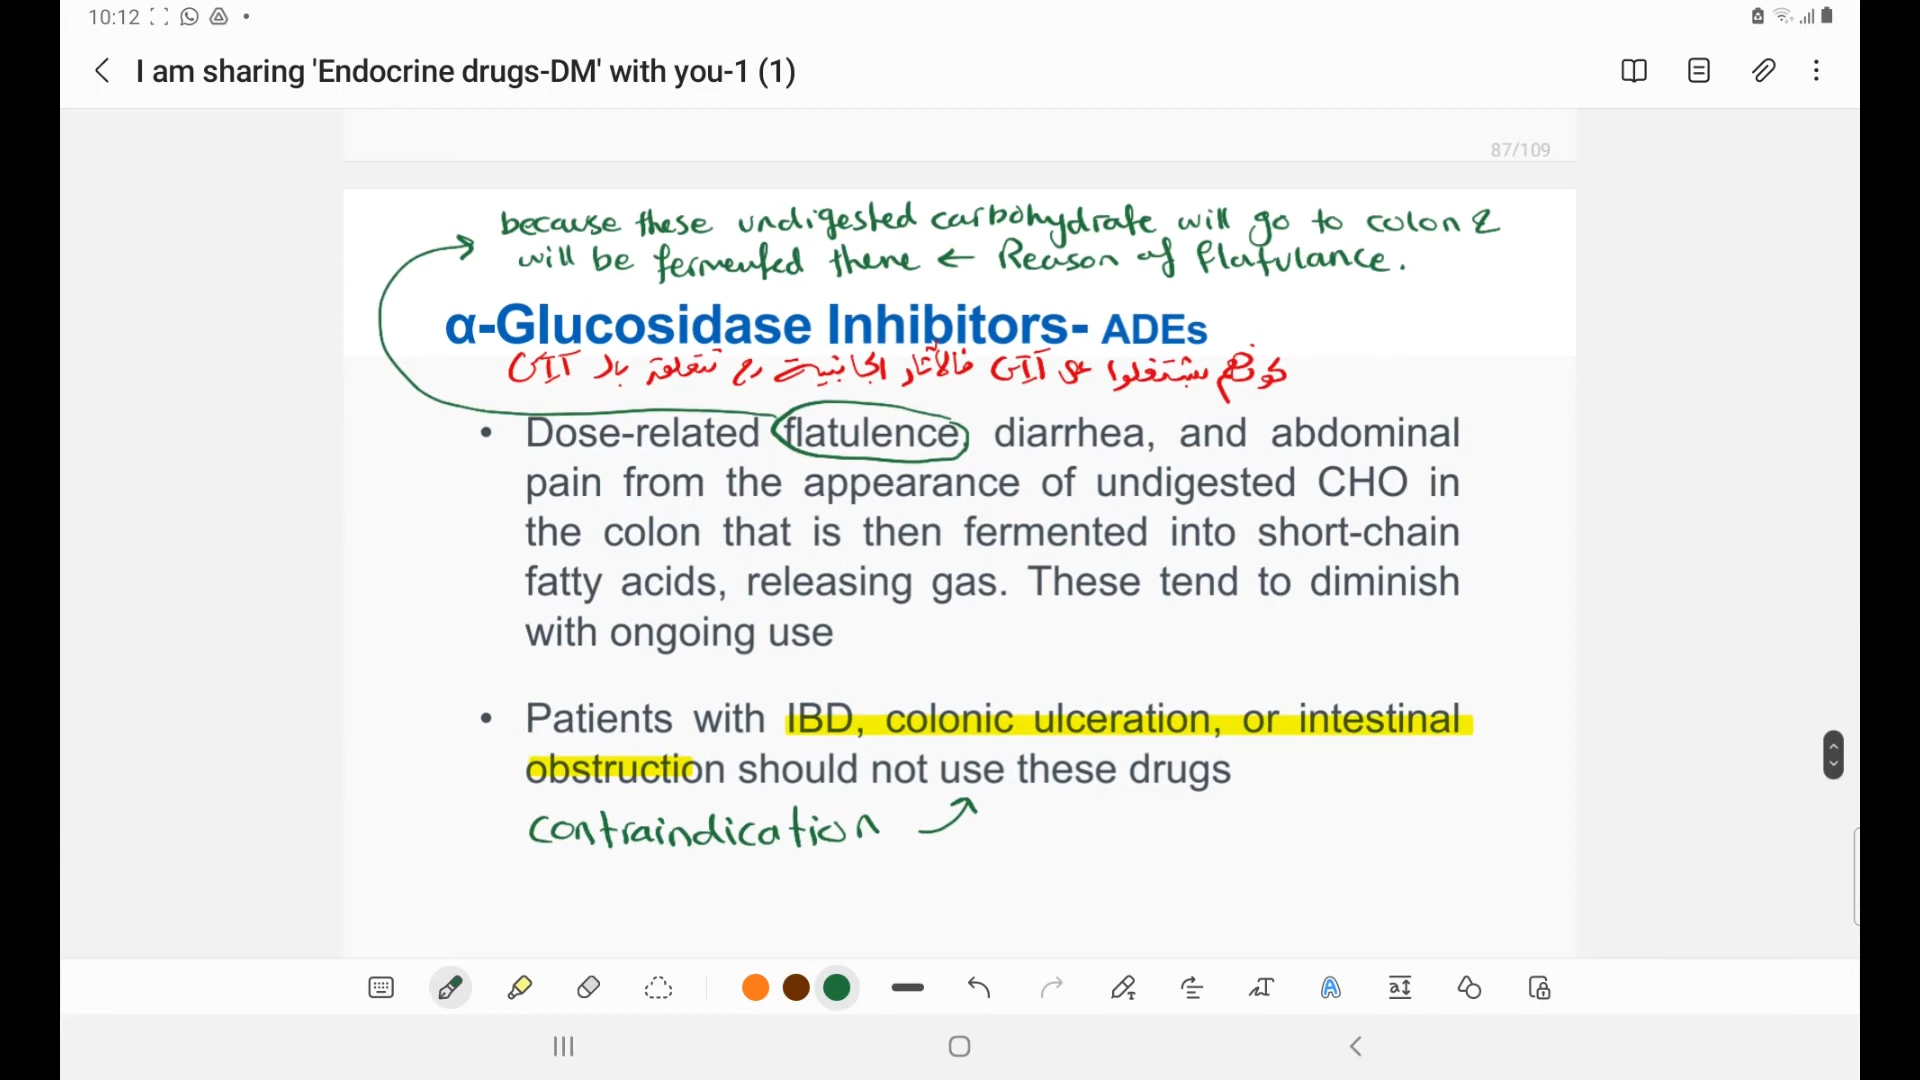 10:12
I am sharing 'Endocrine drugs-DM' with you-1 (1)
87/109
because these undigested carbohydrate will go to colon &
will be fermented there ← Reason of flatulance.
α-Glucosidase Inhibitors- ADEs
كونهم بشتغلوا على GIT فالآثار الجانبية رح تتعلق بالـ GIT
• Dose-related flatulence, diarrhea, and abdominal
pain from the appearance of undigested CHO in
the colon that is then fermented into short-chain
fatty acids, releasing gas. These tend to diminish
with ongoing use
• Patients with IBD, colonic ulceration, or intestinal
obstruction should not use these drugs
contraindication